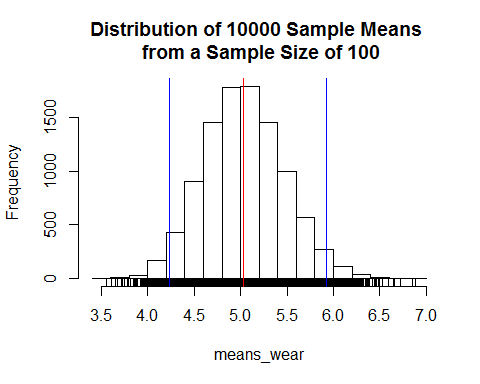 Distribution of 10000 Sample Means
from a Sample Size of 100
Frequency
1500
1000
500
0
3.5 4.0 4.5 5.0 5.5 6.0 6.5 7.0
means_wear